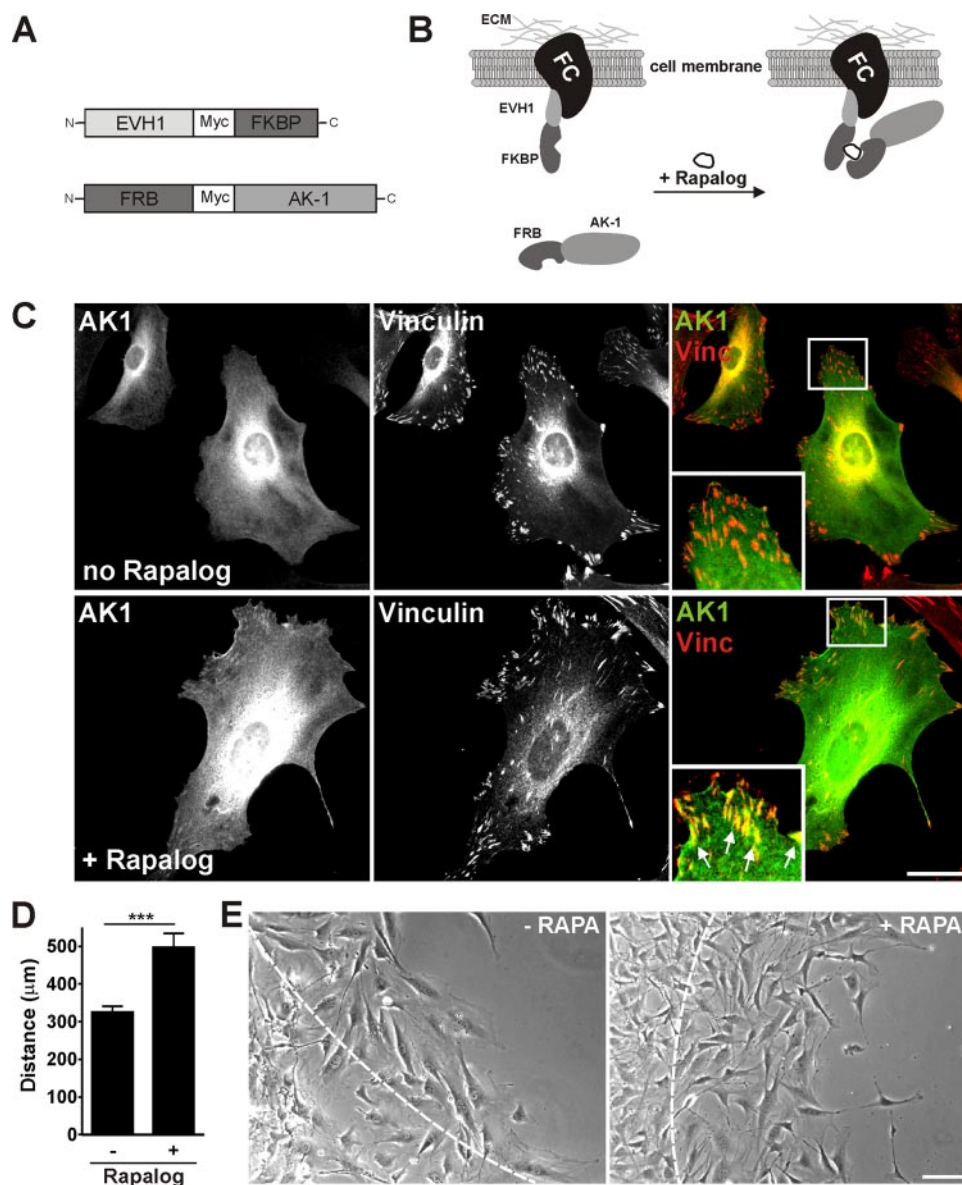 A
N- EVH1 Myc FKBP -C
N- FRB Myc AK-1 -C
B
ECM
FC
cell membrane
FC
EVH1
FKBP
+ Rapalog
FRB
AK-1
C
AK1
no Rapalog
Vinculin
AK1
Vinc
AK1
+ Rapalog
Vinculin
AK1
Vinc
D
***
Distance (μm)
500
400
300
200
100
0
- +
Rapalog
E
- RAPA
+ RAPA